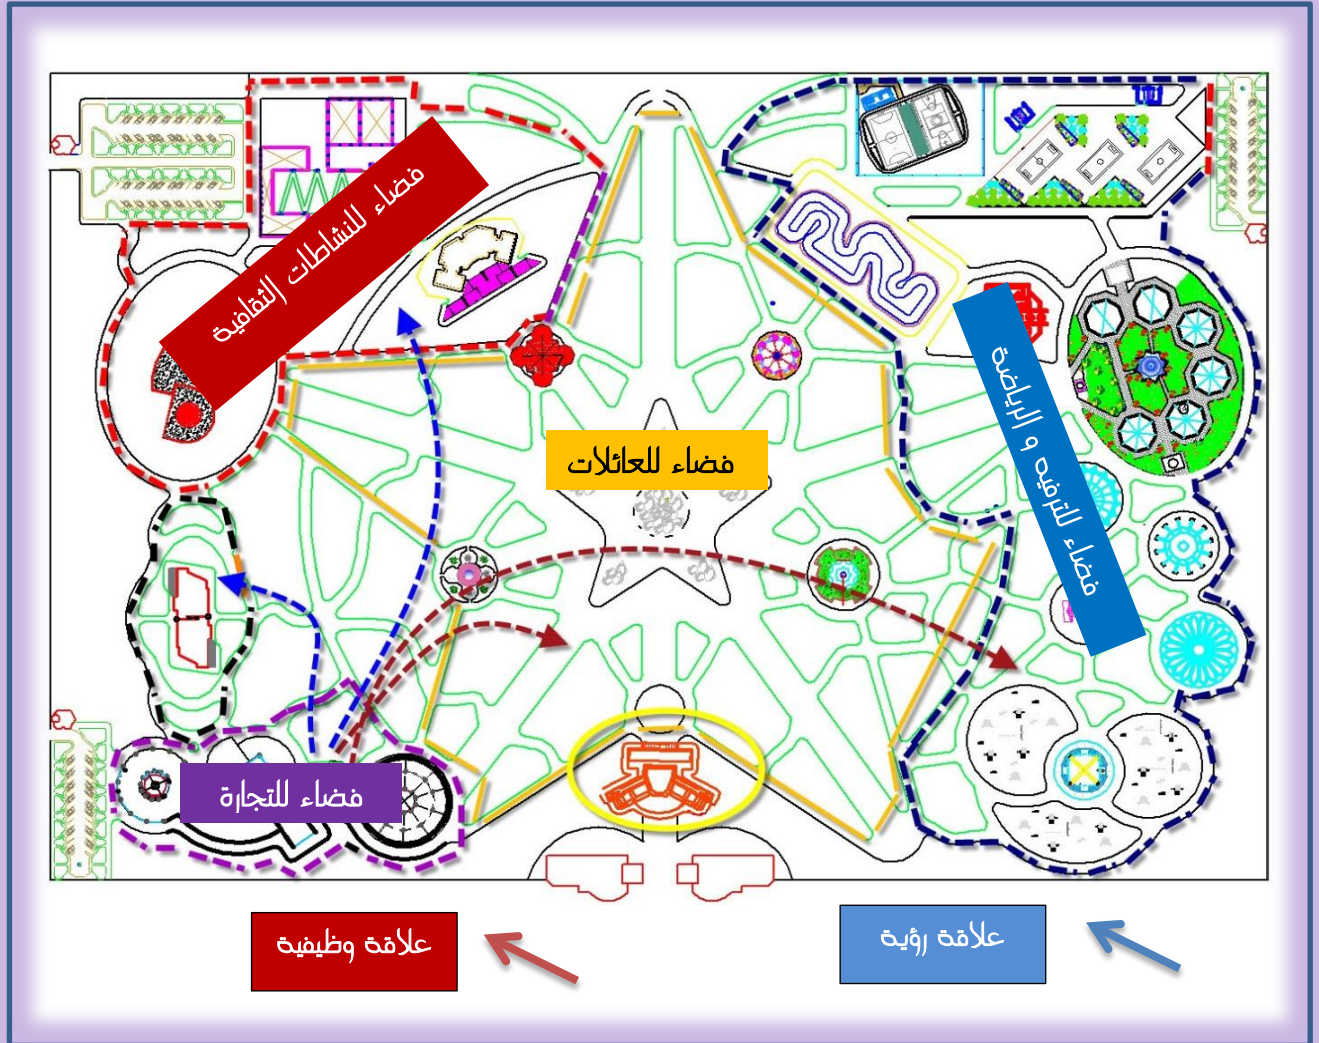 فضاء للنشاطات الثقافية
فضاء للترفيه و الرياضة
فضاء للعائلات
فضاء للتجارة
علاقة وظيفية
علاقة رؤية